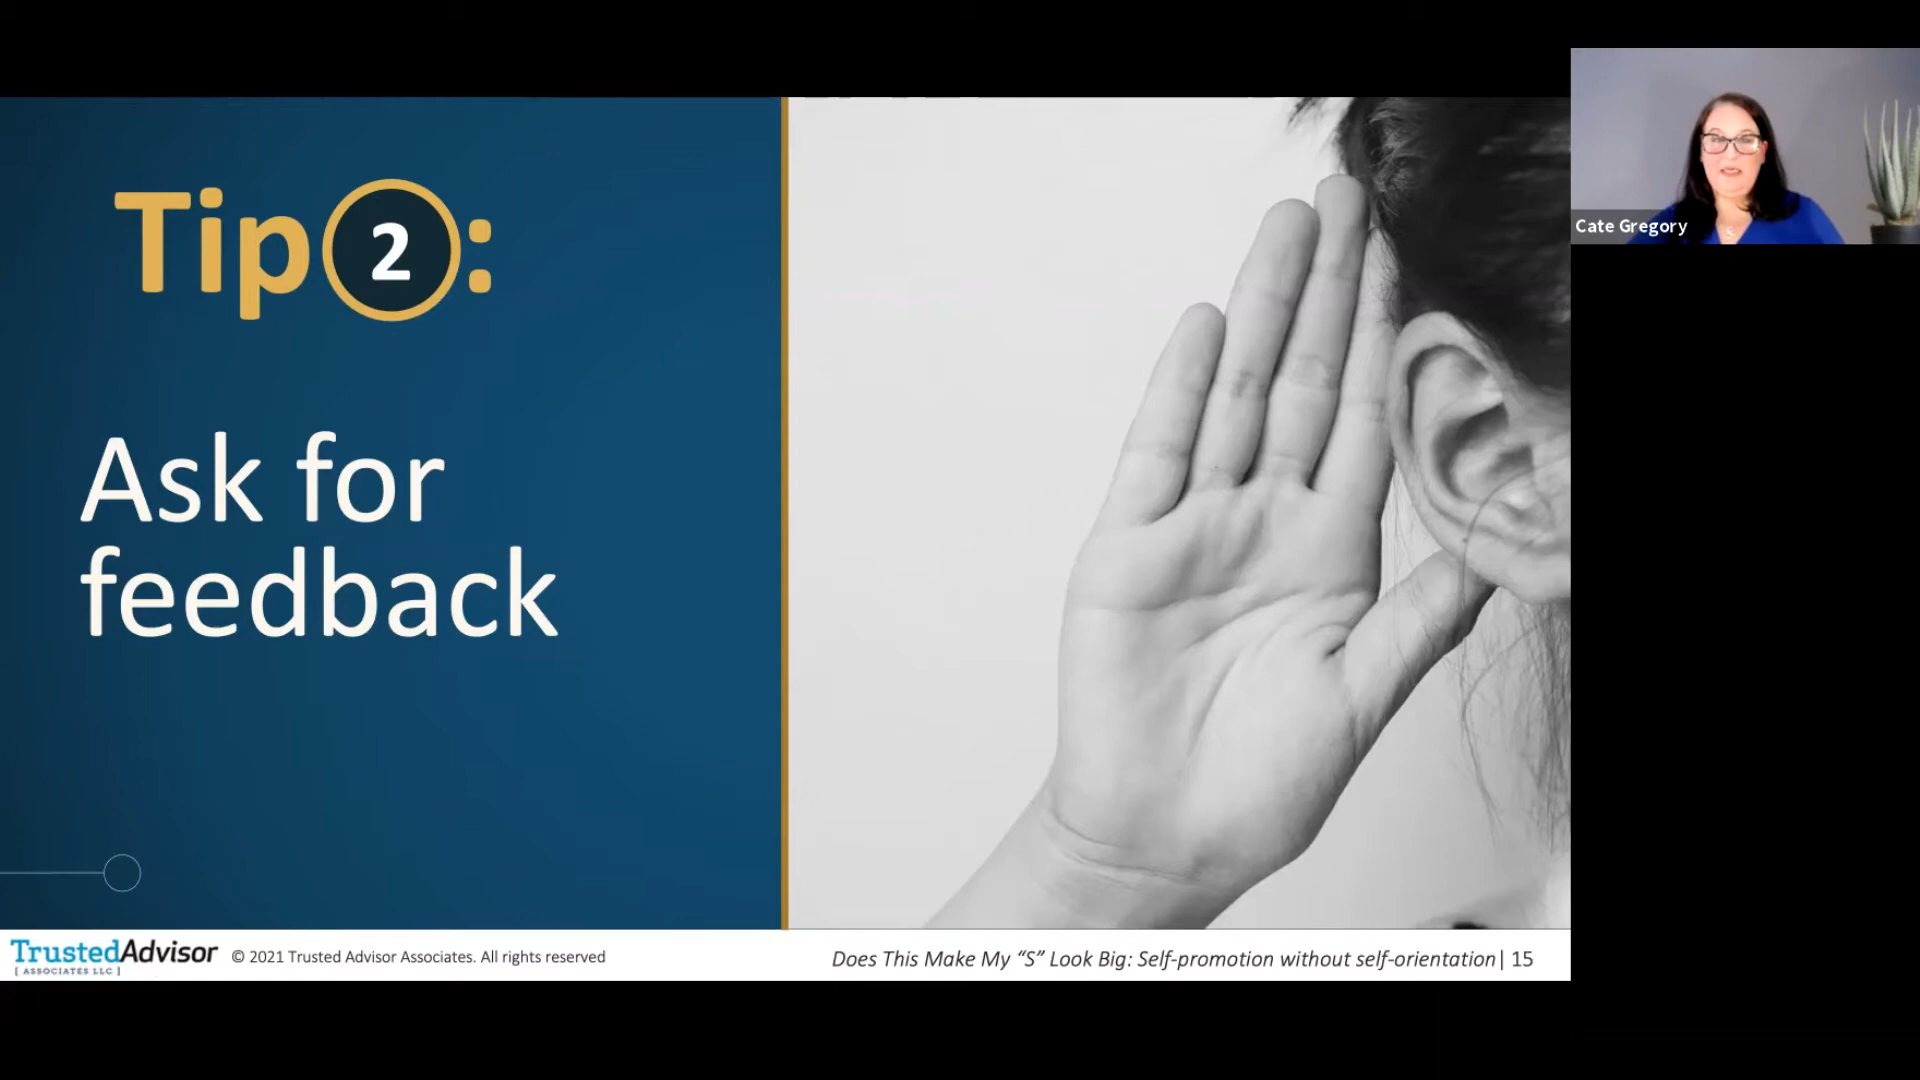 Tip 2:
Ask for
feedback
Cate Gregory
TrustedAdvisor
[ ASSOCIATES LLC ]
© 2021 Trusted Advisor Associates. All rights reserved
Does This Make My “S” Look Big: Self-promotion without self-orientation | 15